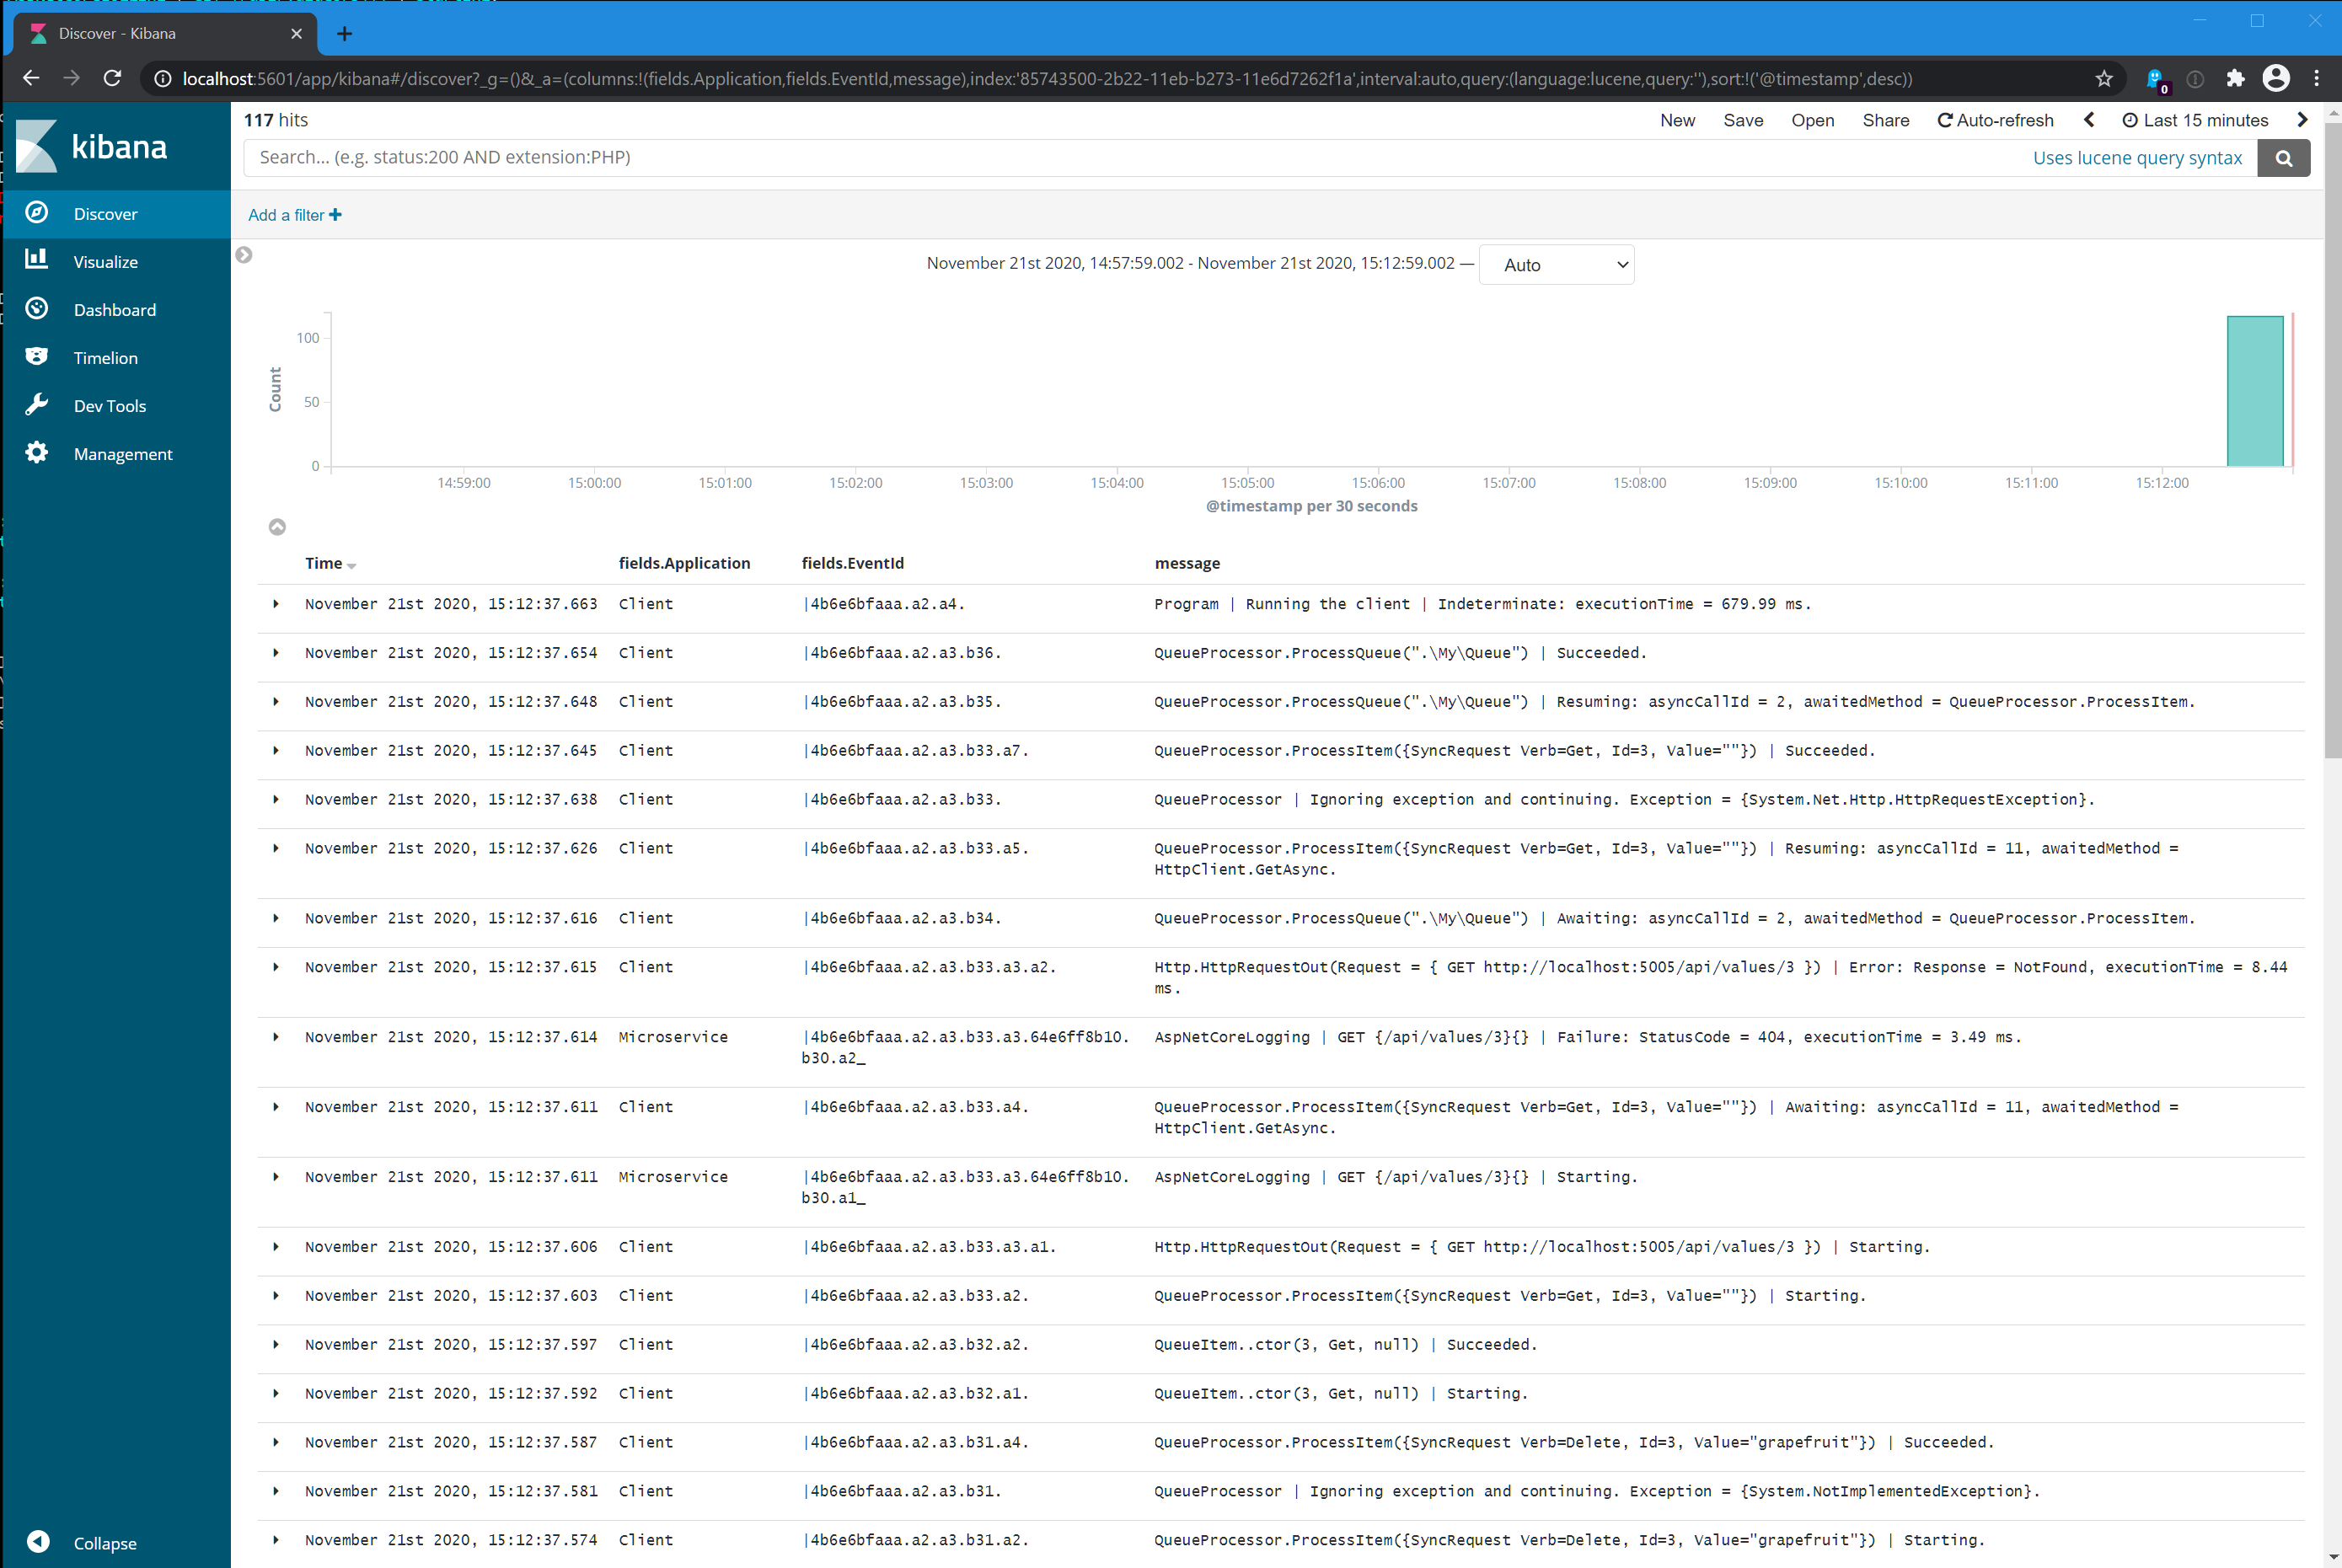 Discover - Kibana
localhost:5601/app/kibana#/discover?_g=()&_a=(columns:!(fields.Application,fields.EventId,message),index:'85743500-2b22-11eb-b273-11e6d7262f1a',interval:auto,query:(language:lucene,query:''),sort:!('@timestamp',desc))
0
kibana
Discover
Visualize
Dashboard
Timelion
Dev Tools
Management
Collapse
117 hits
New Save Open Share Auto-refresh Last 15 minutes
Search... (e.g. status:200 AND extension:PHP)
Uses lucene query syntax
Add a filter
November 21st 2020, 14:57:59.002 - November 21st 2020, 15:12:59.002 — Auto
Count
100
50
0
14:59:00 15:00:00 15:01:00 15:02:00 15:03:00 15:04:00 15:05:00 15:06:00 15:07:00 15:08:00 15:09:00 15:10:00 15:11:00 15:12:00
@timestamp per 30 seconds
Time fields.Application fields.EventId message
November 21st 2020, 15:12:37.663 Client |4b6e6bfaaa.a2.a4. Program | Running the client | Indeterminate: executionTime = 679.99 ms.
November 21st 2020, 15:12:37.654 Client |4b6e6bfaaa.a2.a3.b36. QueueProcessor.ProcessQueue(".\My\Queue") | Succeeded.
November 21st 2020, 15:12:37.648 Client |4b6e6bfaaa.a2.a3.b35. QueueProcessor.ProcessQueue(".\My\Queue") | Resuming: asyncCallId = 2, awaitedMethod = QueueProcessor.ProcessItem.
November 21st 2020, 15:12:37.645 Client |4b6e6bfaaa.a2.a3.b33.a7. QueueProcessor.ProcessItem({SyncRequest Verb=Get, Id=3, Value=""}) | Succeeded.
November 21st 2020, 15:12:37.638 Client |4b6e6bfaaa.a2.a3.b33. QueueProcessor | Ignoring exception and continuing. Exception = {System.Net.Http.HttpRequestException}.
November 21st 2020, 15:12:37.626 Client |4b6e6bfaaa.a2.a3.b33.a5. QueueProcessor.ProcessItem({SyncRequest Verb=Get, Id=3, Value=""}) | Resuming: asyncCallId = 11, awaitedMethod =
HttpClient.GetAsync.
November 21st 2020, 15:12:37.616 Client |4b6e6bfaaa.a2.a3.b34. QueueProcessor.ProcessQueue(".\My\Queue") | Awaiting: asyncCallId = 2, awaitedMethod = QueueProcessor.ProcessItem.
November 21st 2020, 15:12:37.615 Client |4b6e6bfaaa.a2.a3.b33.a3.a2. Http.HttpRequestOut(Request = { GET http://localhost:5005/api/values/3 }) | Error: Response = NotFound, executionTime = 8.44
ms.
November 21st 2020, 15:12:37.614 Microservice |4b6e6bfaaa.a2.a3.b33.a3.64e6ff8b10. AspNetCoreLogging | GET {/api/values/3}{} | Failure: StatusCode = 404, executionTime = 3.49 ms.
b30.a2_
November 21st 2020, 15:12:37.611 Client |4b6e6bfaaa.a2.a3.b33.a4. QueueProcessor.ProcessItem({SyncRequest Verb=Get, Id=3, Value=""}) | Awaiting: asyncCallId = 11, awaitedMethod =
HttpClient.GetAsync.
November 21st 2020, 15:12:37.611 Microservice |4b6e6bfaaa.a2.a3.b33.a3.64e6ff8b10. AspNetCoreLogging | GET {/api/values/3}{} | Starting.
b30.a1_
November 21st 2020, 15:12:37.606 Client |4b6e6bfaaa.a2.a3.b33.a3.a1. Http.HttpRequestOut(Request = { GET http://localhost:5005/api/values/3 }) | Starting.
November 21st 2020, 15:12:37.603 Client |4b6e6bfaaa.a2.a3.b33.a2. QueueProcessor.ProcessItem({SyncRequest Verb=Get, Id=3, Value=""}) | Starting.
November 21st 2020, 15:12:37.597 Client |4b6e6bfaaa.a2.a3.b32.a2. QueueItem..ctor(3, Get, null) | Succeeded.
November 21st 2020, 15:12:37.592 Client |4b6e6bfaaa.a2.a3.b32.a1. QueueItem..ctor(3, Get, null) | Starting.
November 21st 2020, 15:12:37.587 Client |4b6e6bfaaa.a2.a3.b31.a4. QueueProcessor.ProcessItem({SyncRequest Verb=Delete, Id=3, Value="grapefruit"}) | Succeeded.
November 21st 2020, 15:12:37.581 Client |4b6e6bfaaa.a2.a3.b31. QueueProcessor | Ignoring exception and continuing. Exception = {System.NotImplementedException}.
November 21st 2020, 15:12:37.574 Client |4b6e6bfaaa.a2.a3.b31.a2. QueueProcessor.ProcessItem({SyncRequest Verb=Delete, Id=3, Value="grapefruit"}) | Starting.